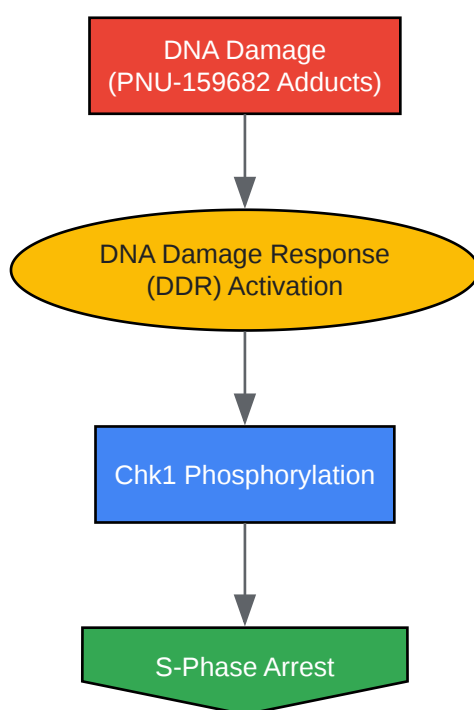 DNA Damage
(PNU-159682 Adducts)
DNA Damage Response
(DDR) Activation
Chk1 Phosphorylation
S-Phase Arrest